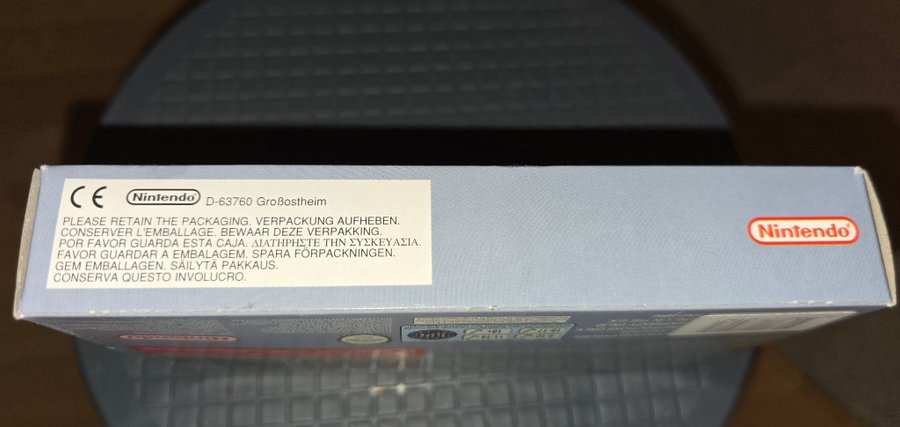 CE Nintendo D-63760 Großostheim
PLEASE RETAIN THE PACKAGING. VERPACKUNG AUFHEBEN.
CONSERVER L'EMBALLAGE. BEWAAR DEZE VERPAKKING.
POR FAVOR GUARDA ESTA CAJA. ΔΙΑΤΗΡΗΣΤΕ ΤΗΝ ΣΥΣΚΕΥΑΣΙΑ.
FAVOR GUARDAR A EMBALAGEM. SPARA FÖRPACKNINGEN.
GEM EMBALLAGEN. SÄILYTÄ PAKKAUS.
CONSERVA QUESTO INVOLUCRO.
Nintendo